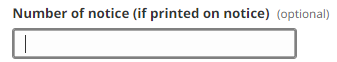 Number of notice (if printed on notice) (optional)